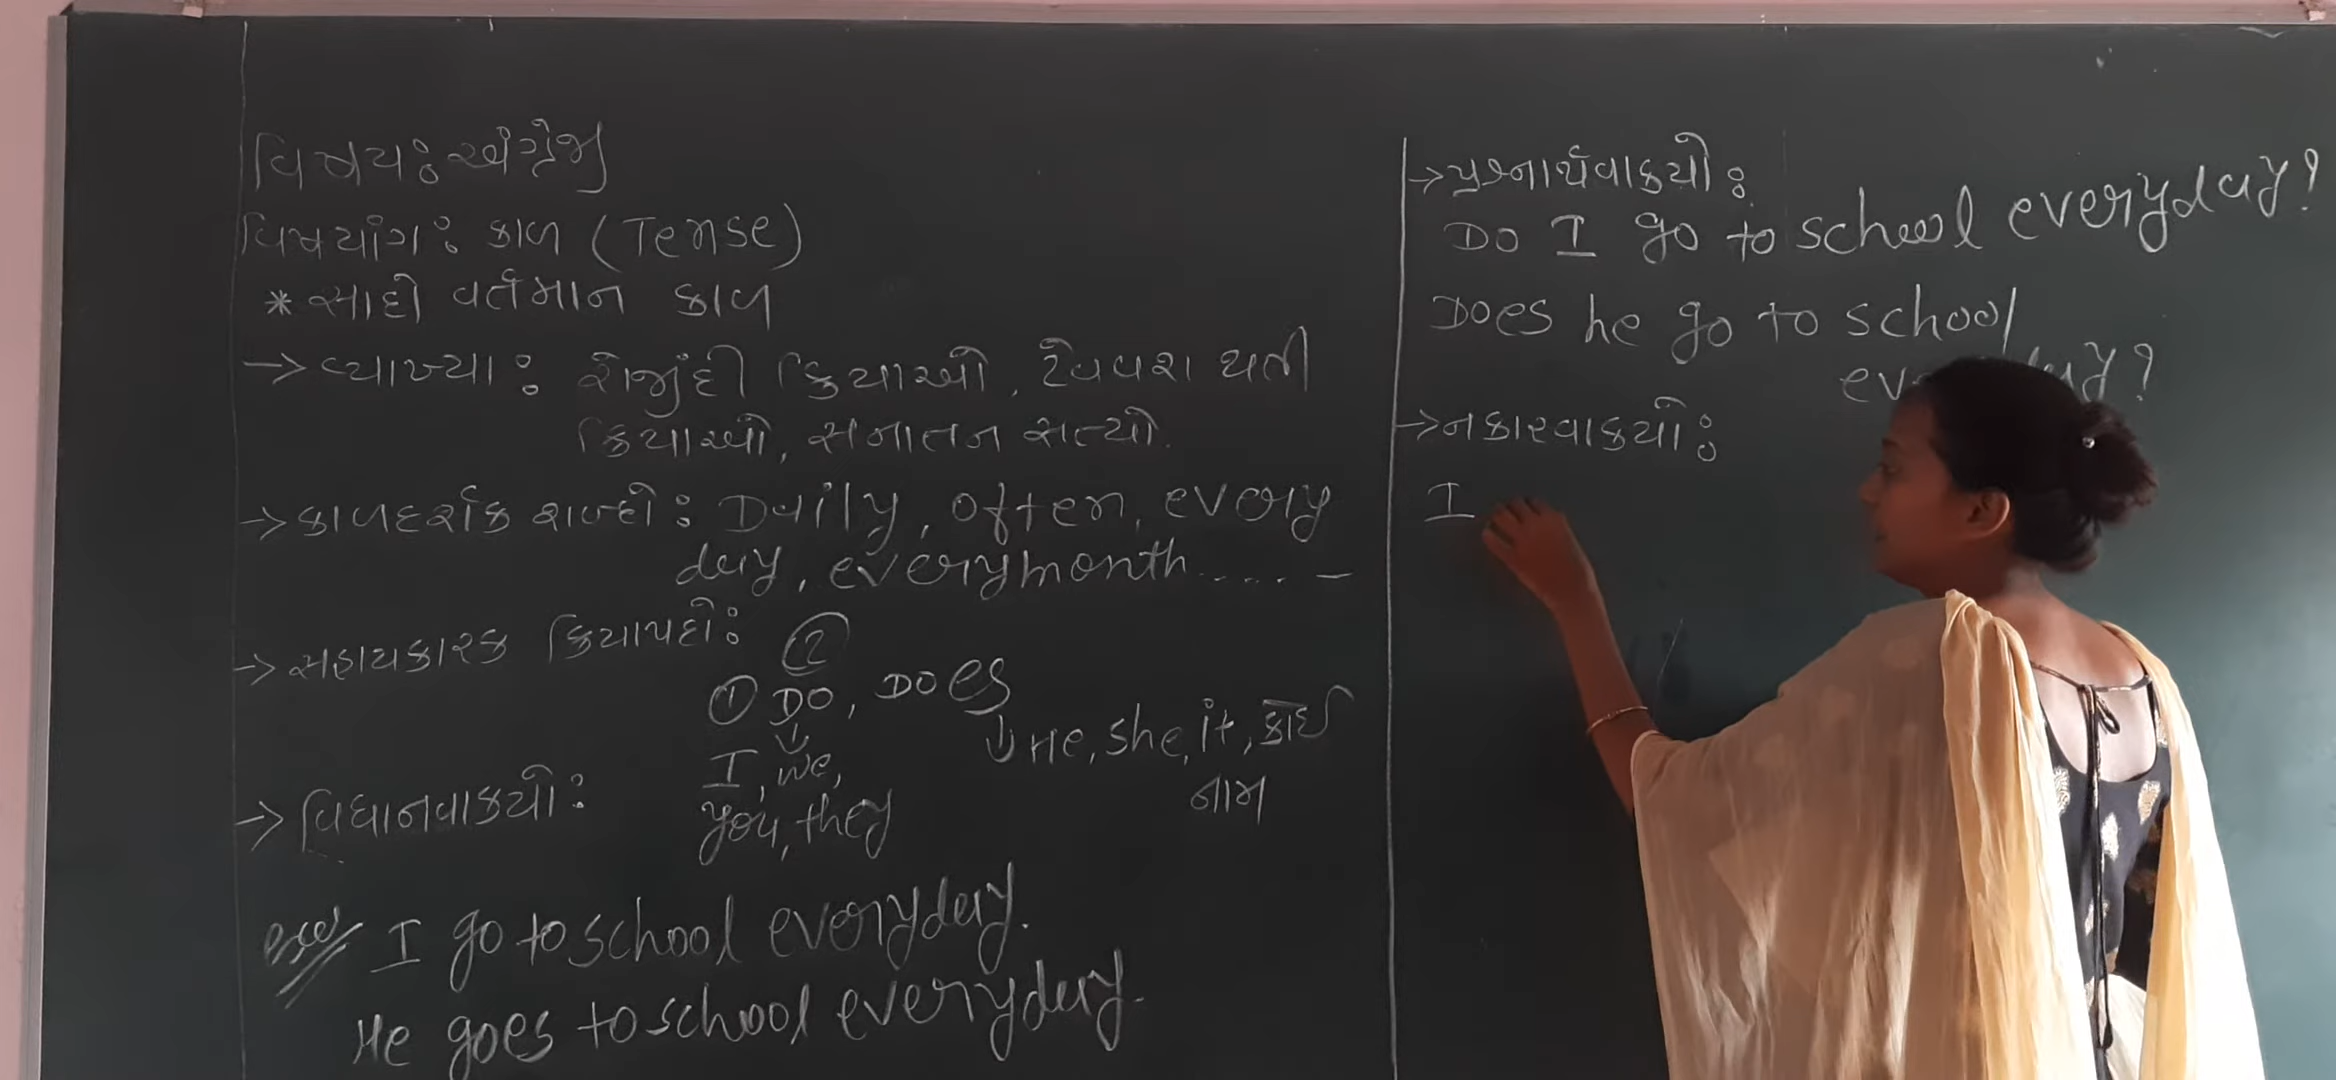 વિષય: અંગ્રેજી
વિષયાંગ: કાળ (Tense)
* સાદો વર્તમાન કાળ
→ વ્યાખ્યા: રોજીંદી ક્રિયાઓ, ટેવવશ થતી
ક્રિયાઓ, સનાતન સત્યો.
→ કાળદર્શક શબ્દો: Daily, often, every
day, everymonth..... -
→ સહાયકારક ક્રિયાપદો: ②
① DO, DOES
↓ ↓ He, she, it, કોઈ
I, we,
નામ
→ વિધાનવાક્યો:
you, they
I go to school everyday.
He goes to school everyday.
→ પ્રશ્નાર્થવાક્યો:
DO I go to school everyday?
DOES he go to school
→ નકારવાક્યો:
I